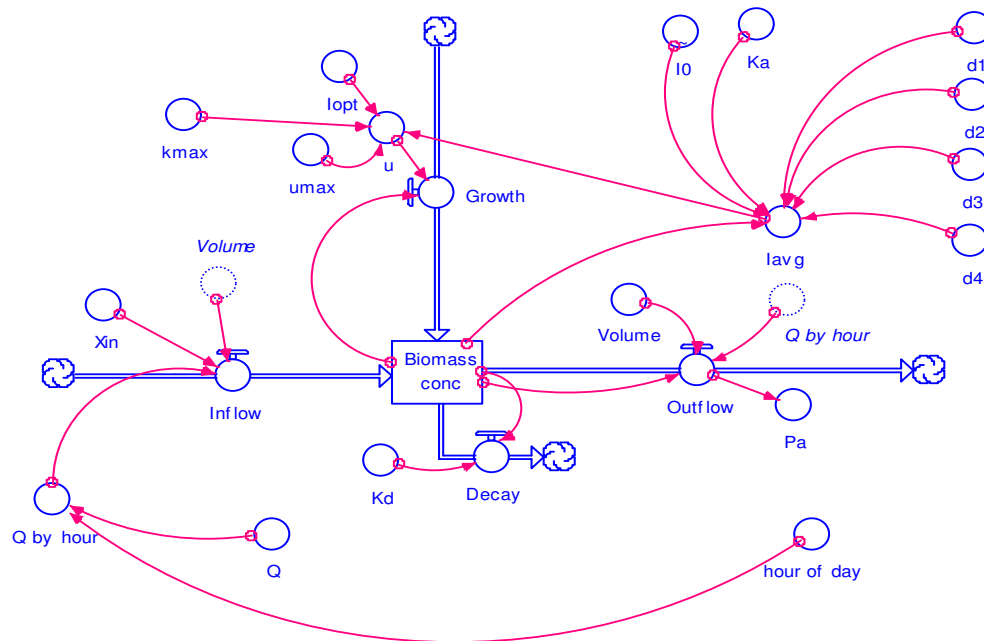 I0
Ka
d1
Iopt
d2
kmax
u
umax
Growth
d3
Volume
Iavg
d4
Xin
Volume
Q by hour
Biomass
conc
Inflow
Outflow
Pa
Kd
Decay
Q by hour
Q
hour of day